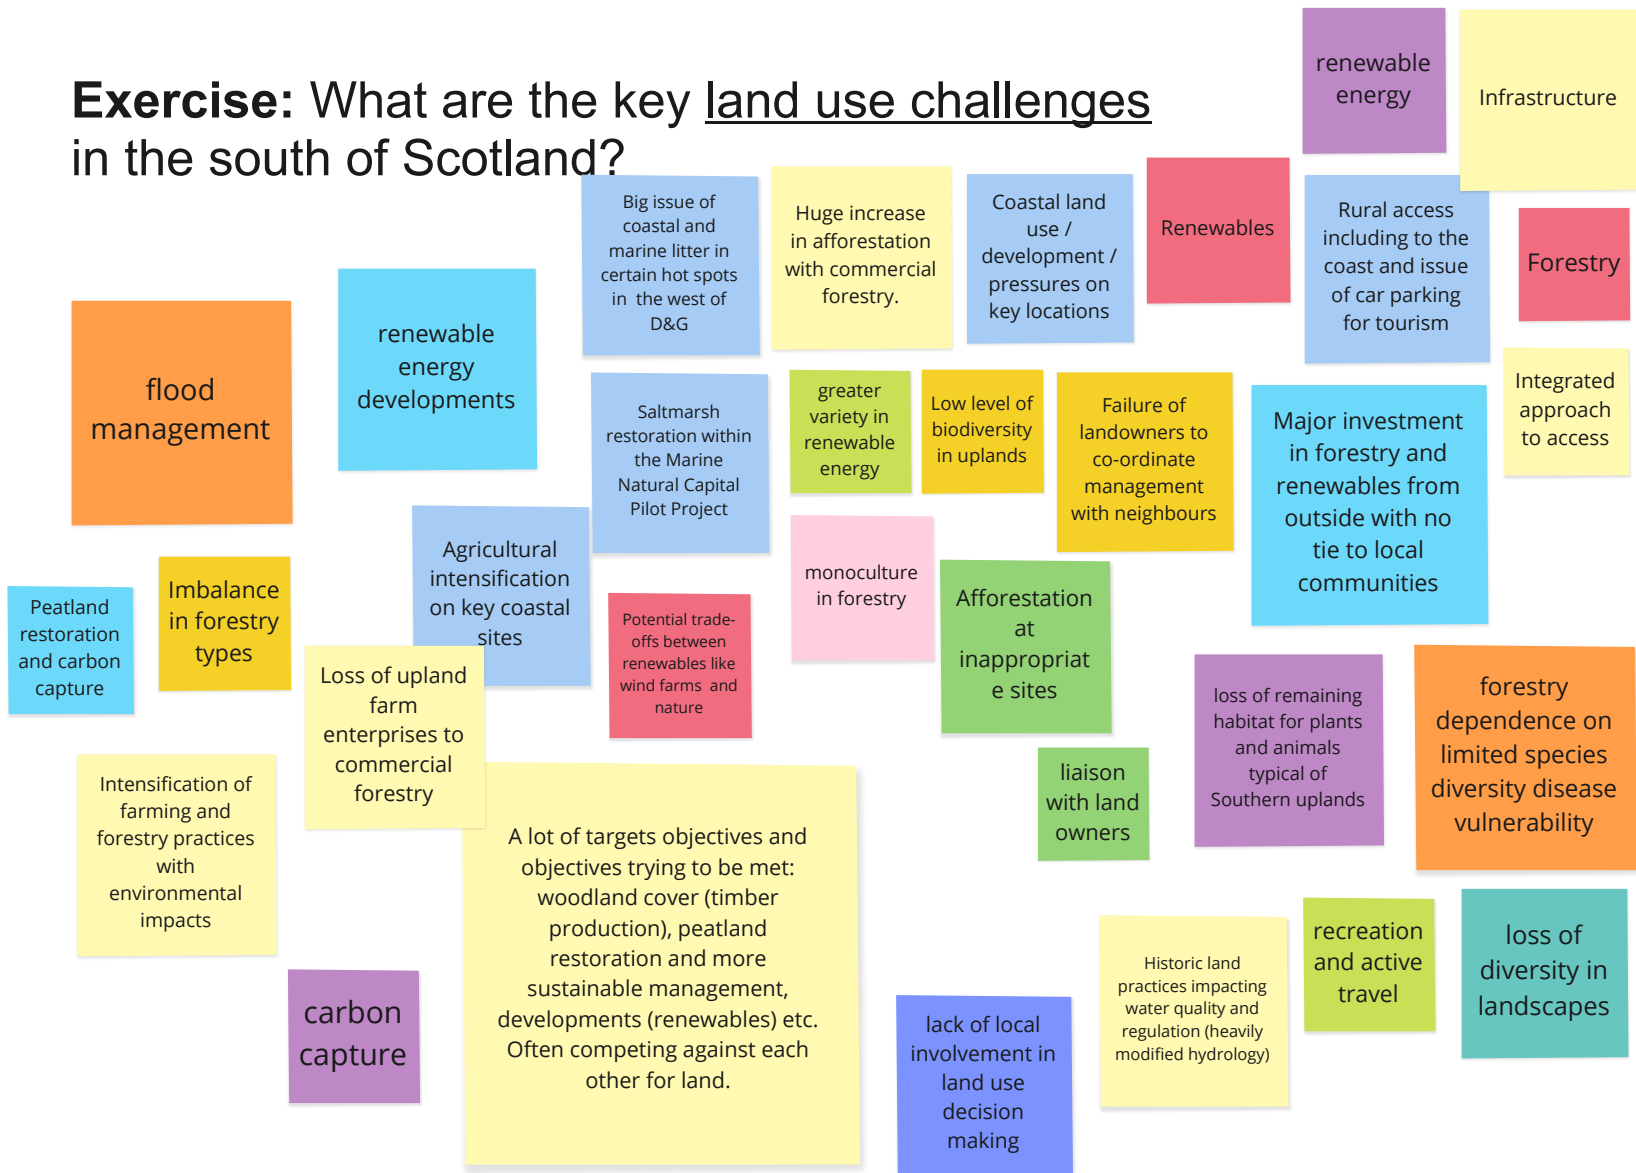 Exercise: What are the key land use challenges
in the south of Scotland?
renewable
energy
Infrastructure
Big issue of
coastal and
marine litter in
certain hot spots
in the west of
D&G
Huge increase
in afforestation
with commercial
forestry.
Coastal land
use /
development /
pressures on
key locations
Renewables
Rural access
including to the
coast and issue
of car parking
for tourism
Forestry
flood
management
renewable
energy
developments
Saltmarsh
restoration within
the Marine
Natural Capital
Pilot Project
greater
variety in
renewable
energy
Low level of
biodiversity
in uplands
Failure of
landowners to
co-ordinate
management
with neighbours
Major investment
in forestry and
renewables from
outside with no
tie to local
communities
Integrated
approach
to access
Peatland
restoration
and carbon
capture
Imbalance
in forestry
types
Agricultural
intensification
on key coastal
sites
Potential trade-
offs between
renewables like
wind farms and
nature
monoculture
in forestry
Afforestation
at
inappropriat
e sites
Loss of upland
farm
enterprises to
commercial
forestry
loss of remaining
habitat for plants
and animals
typical of
Southern uplands
forestry
dependence on
limited species
diversity disease
vulnerability
Intensification of
farming and
forestry practices
with
environmental
impacts
liaison
with land
owners
A lot of targets objectives and
objectives trying to be met:
woodland cover (timber
production), peatland
restoration and more
sustainable management,
developments (renewables) etc.
Often competing against each
other for land.
carbon
capture
lack of local
involvement in
land use
decision
making
Historic land
practices impacting
water quality and
regulation (heavily
modified hydrology)
recreation
and active
travel
loss of
diversity in
landscapes